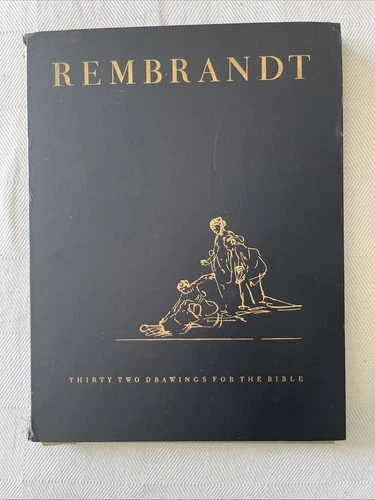 REMBRANDT
THIRTY TWO DRAWINGS FOR THE BIBLE